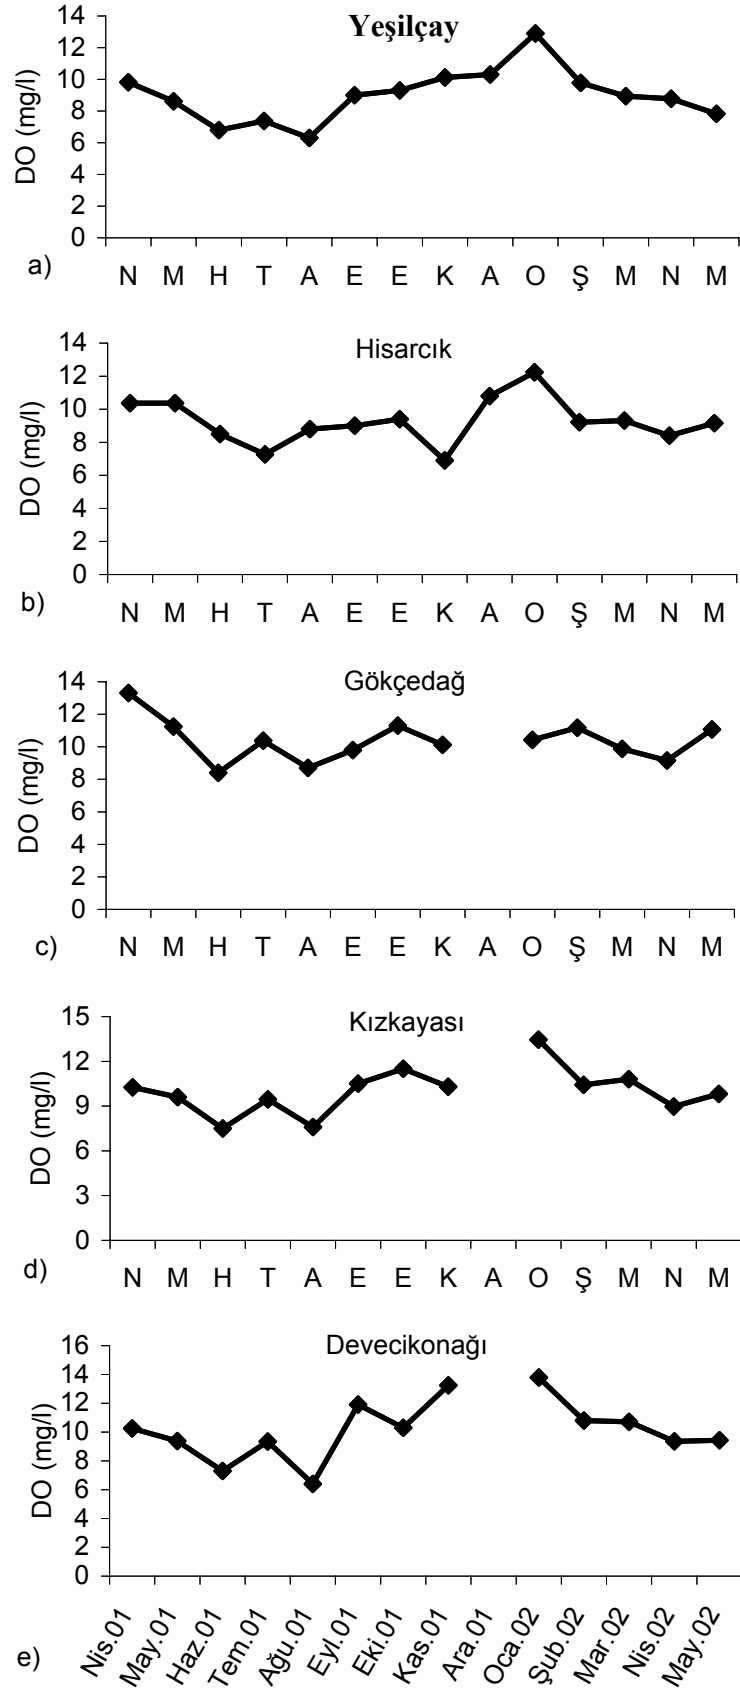 Yeşilçay
DO (mg/l)
14
12
10
8
6
4
2
0
a)
N M H T A E E K A O Ş M N M
Hisarcık
DO (mg/l)
14
12
10
8
6
4
2
0
b)
N M H T A E E K A O Ş M N M
Gökçedağ
DO (mg/l)
14
12
10
8
6
4
2
0
c)
N M H T A E E K A O Ş M N M
Kızkayası
DO (mg/l)
15
12
9
6
3
0
d)
N M H T A E E K A O Ş M N M
Devecikonağı
DO (mg/l)
16
14
12
10
8
6
4
2
0
e)
Nis.01 May.01 Haz.01 Tem.01 Ağu.01 Eyl.01 Eki.01 Kas.01 Ara.01 Oca.02 Şub.02 Mar.02 Nis.02 May.02